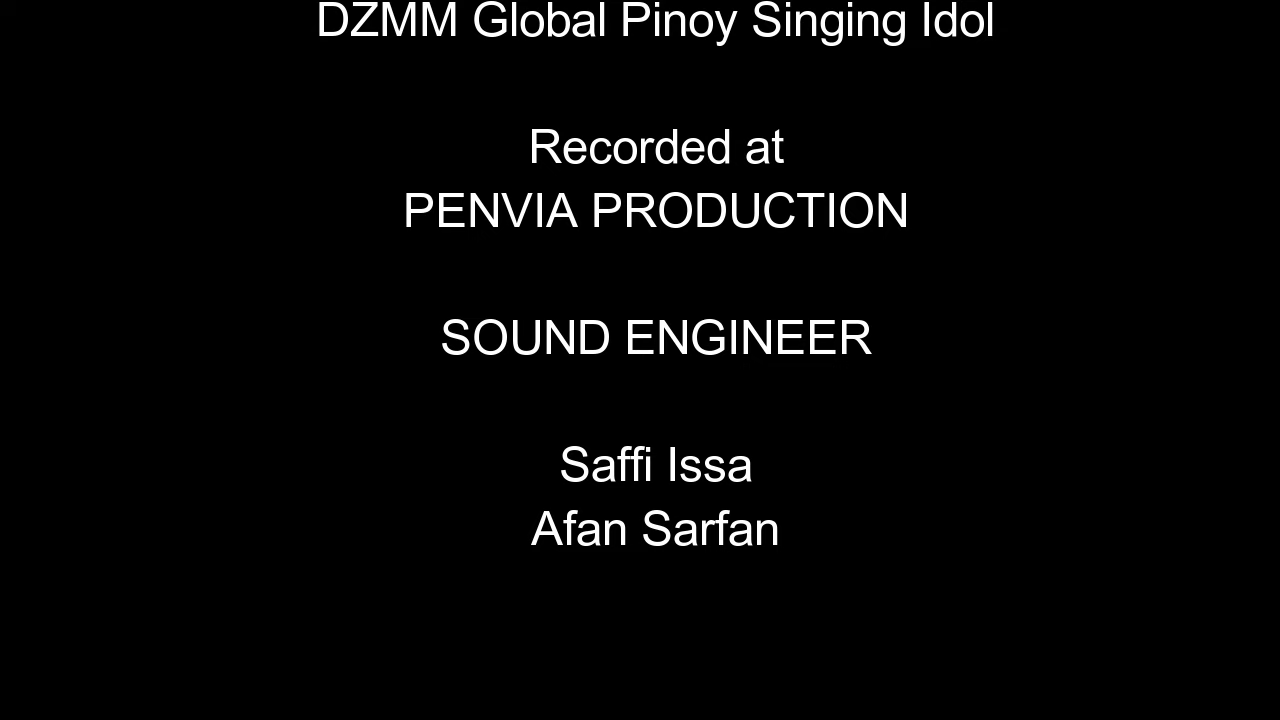 DZMM Global Pinoy Singing Idol
Recorded at
PENVIA PRODUCTION
SOUND ENGINEER
Saffi Issa
Afan Sarfan